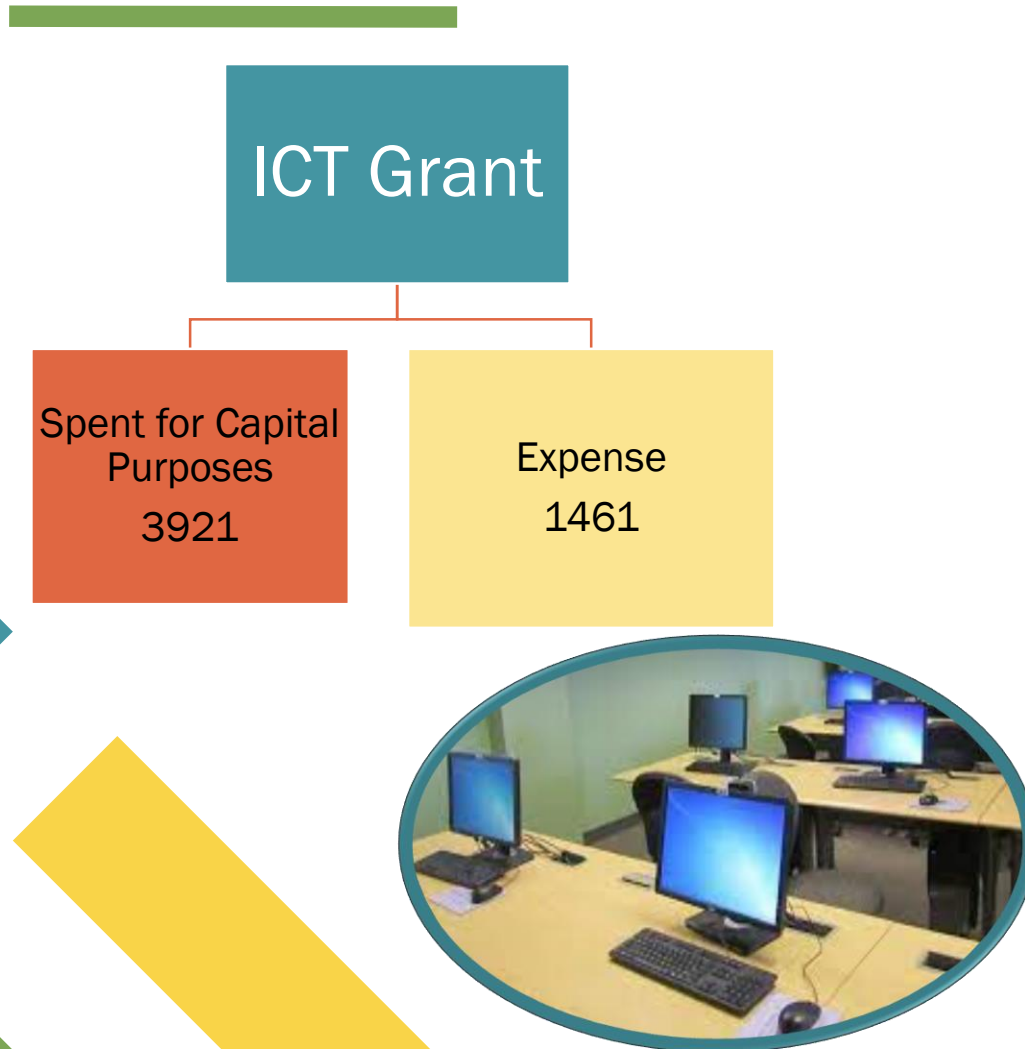 ICT Grant
Spent for Capital
Purposes
3921
Expense
1461